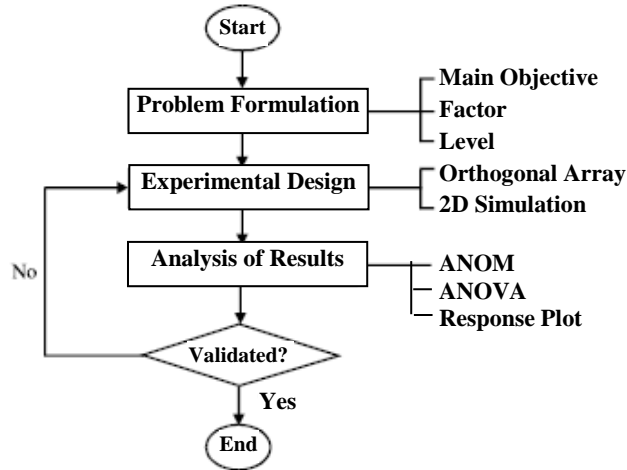 Start
Problem Formulation
Main Objective
Factor
Level
Experimental Design
Orthogonal Array
2D Simulation
Analysis of Results
ANOM
ANOVA
Response Plot
No
Validated?
Yes
End